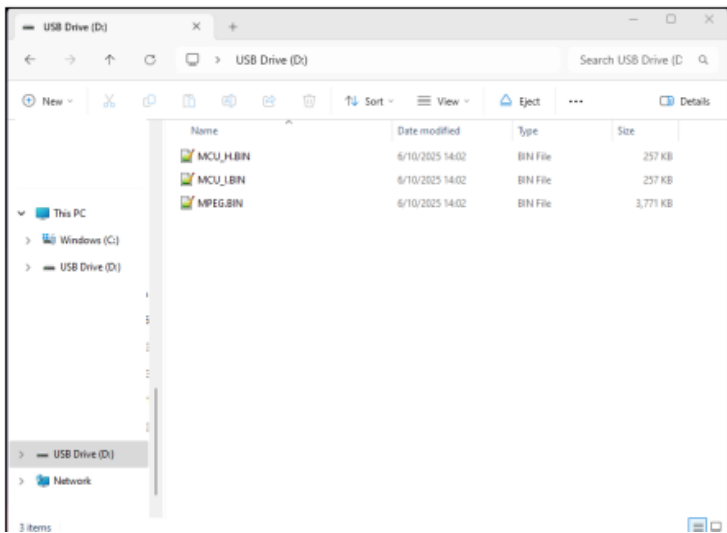 USB Drive (D:)
USB Drive (D:)
Search USB Drive (D
New
Sort
View
Eject
Details
Name Date modified Type Size
MCU_H.BIN 6/10/2025 14:02 BIN File 257 KB
MCU_I.BIN 6/10/2025 14:02 BIN File 257 KB
MPEG.BIN 6/10/2025 14:02 BIN File 3,771 KB
This PC
Windows (C:)
USB Drive (D:)
USB Drive (D:)
Network
3 items